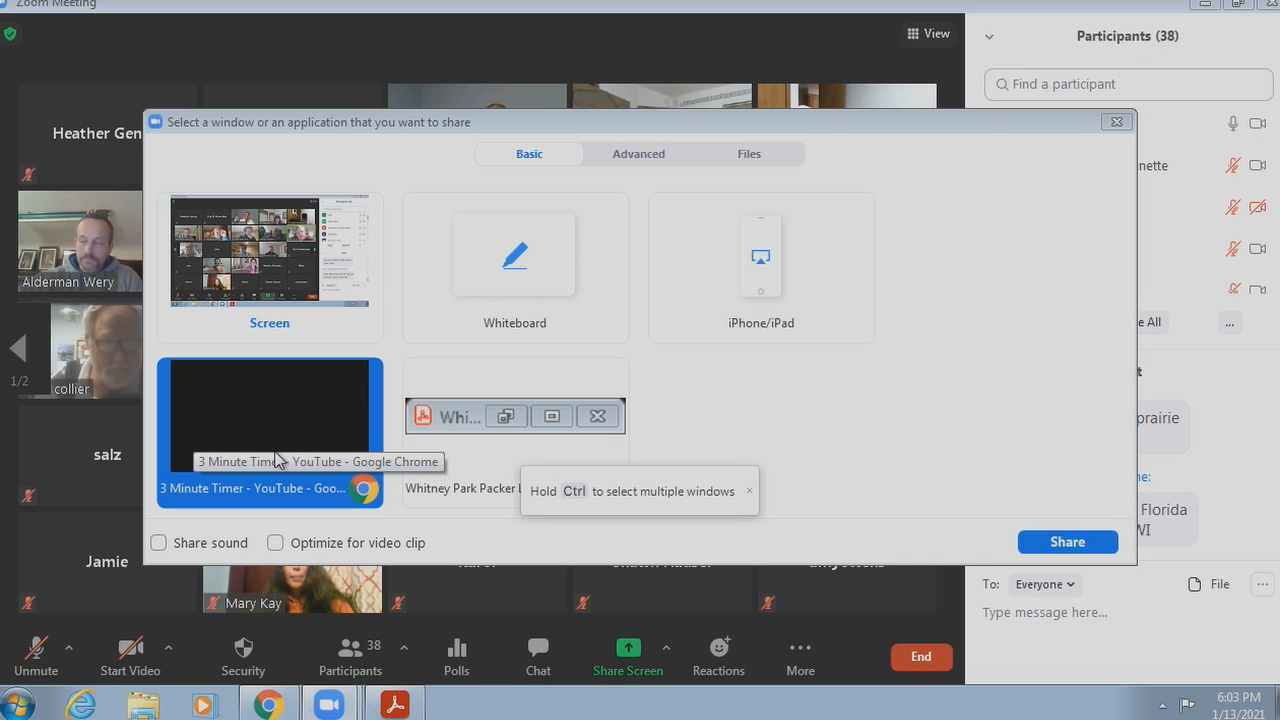 Zoom Meeting
View
Participants (38)
Find a participant
Heather Gen
Select a window or an application that you want to share
Basic
Advanced
Files
nette
Alderman Wery
Screen
Whiteboard
iPhone/iPad
e All
...
1/2
collier
t
prairie
Whi...
salz
3 Minute Time YouTube - Google Chrome
3 Minute Timer - YouTube - Goo...
Whitney Park Packer
Hold Ctrl to select multiple windows
ne:
Florida
WI
Share sound
Optimize for video clip
Share
Jamie
Mary Kay
To: Everyone
File
...
Type message here...
38
Unmute
Start Video
Security
Participants
Polls
Chat
Share Screen
Reactions
More
End
6:03 PM
1/13/2021